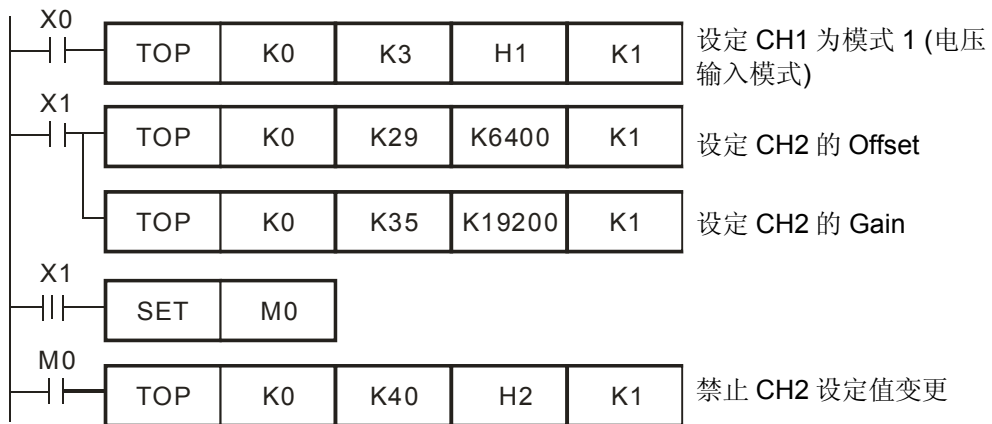 X0
TOP K0 K3 H1 K1 设定 CH1 为模式 1 (电压
输入模式)
X1
TOP K0 K29 K6400 K1 设定 CH2 的 Offset
TOP K0 K35 K19200 K1 设定 CH2 的 Gain
X1
SET M0
M0
TOP K0 K40 H2 K1 禁止 CH2 设定值变更